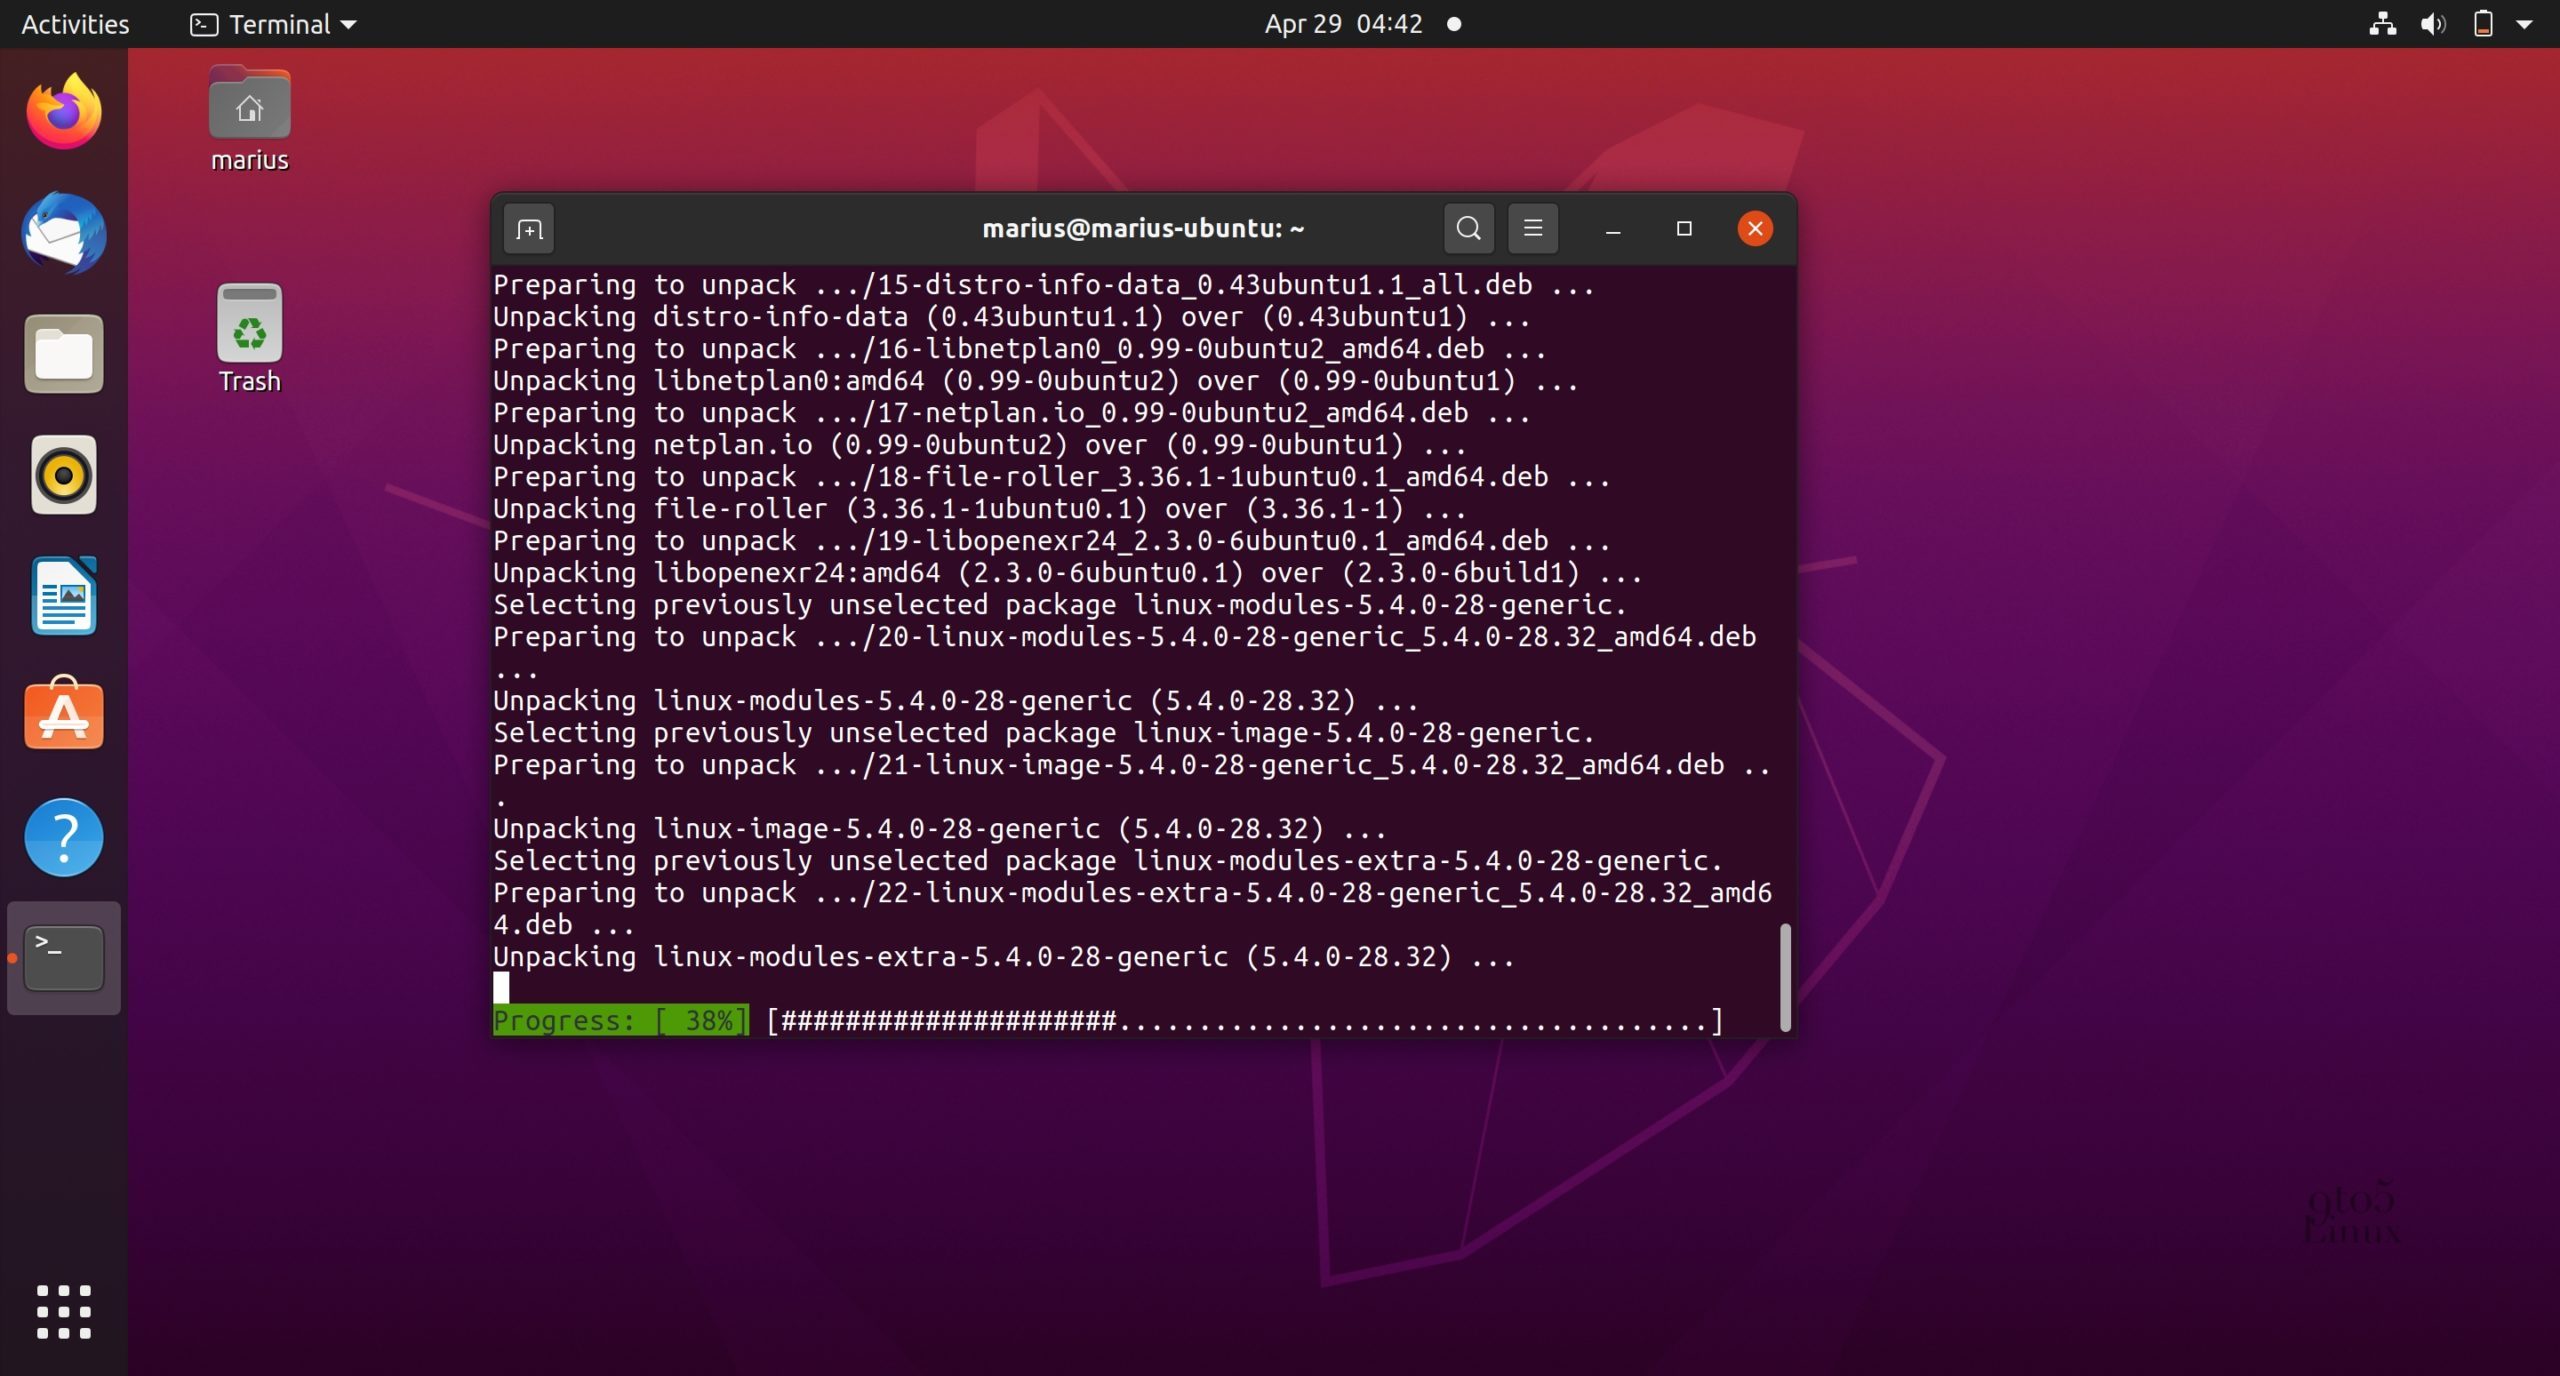 Activities
Terminal
Apr 29 04:42
marius
Trash
marius@marius-ubuntu: ~
Preparing to unpack .../15-distro-info-data_0.43ubuntu1.1_all.deb ...
Unpacking distro-info-data (0.43ubuntu1.1) over (0.43ubuntu1) ...
Preparing to unpack .../16-libnetplan0_0.99-0ubuntu2_amd64.deb ...
Unpacking libnetplan0:amd64 (0.99-0ubuntu2) over (0.99-0ubuntu1) ...
Preparing to unpack .../17-netplan.io_0.99-0ubuntu2_amd64.deb ...
Unpacking netplan.io (0.99-0ubuntu2) over (0.99-0ubuntu1) ...
Preparing to unpack .../18-file-roller_3.36.1-1ubuntu0.1_amd64.deb ...
Unpacking file-roller (3.36.1-1ubuntu0.1) over (3.36.1-1) ...
Preparing to unpack .../19-libopenexr24_2.3.0-6ubuntu0.1_amd64.deb ...
Unpacking libopenexr24:amd64 (2.3.0-6ubuntu0.1) over (2.3.0-6build1) ...
Selecting previously unselected package linux-modules-5.4.0-28-generic.
Preparing to unpack .../20-linux-modules-5.4.0-28-generic_5.4.0-28.32_amd64.deb
...
Unpacking linux-modules-5.4.0-28-generic (5.4.0-28.32) ...
Selecting previously unselected package linux-image-5.4.0-28-generic.
Preparing to unpack .../21-linux-image-5.4.0-28-generic_5.4.0-28.32_amd64.deb ..
.
Unpacking linux-image-5.4.0-28-generic (5.4.0-28.32) ...
Selecting previously unselected package linux-modules-extra-5.4.0-28-generic.
Preparing to unpack .../22-linux-modules-extra-5.4.0-28-generic_5.4.0-28.32_amd6
4.deb ...
Unpacking linux-modules-extra-5.4.0-28-generic (5.4.0-28.32) ...
Progress: [ 38%] [#####################.....................................]
9to5
Linux